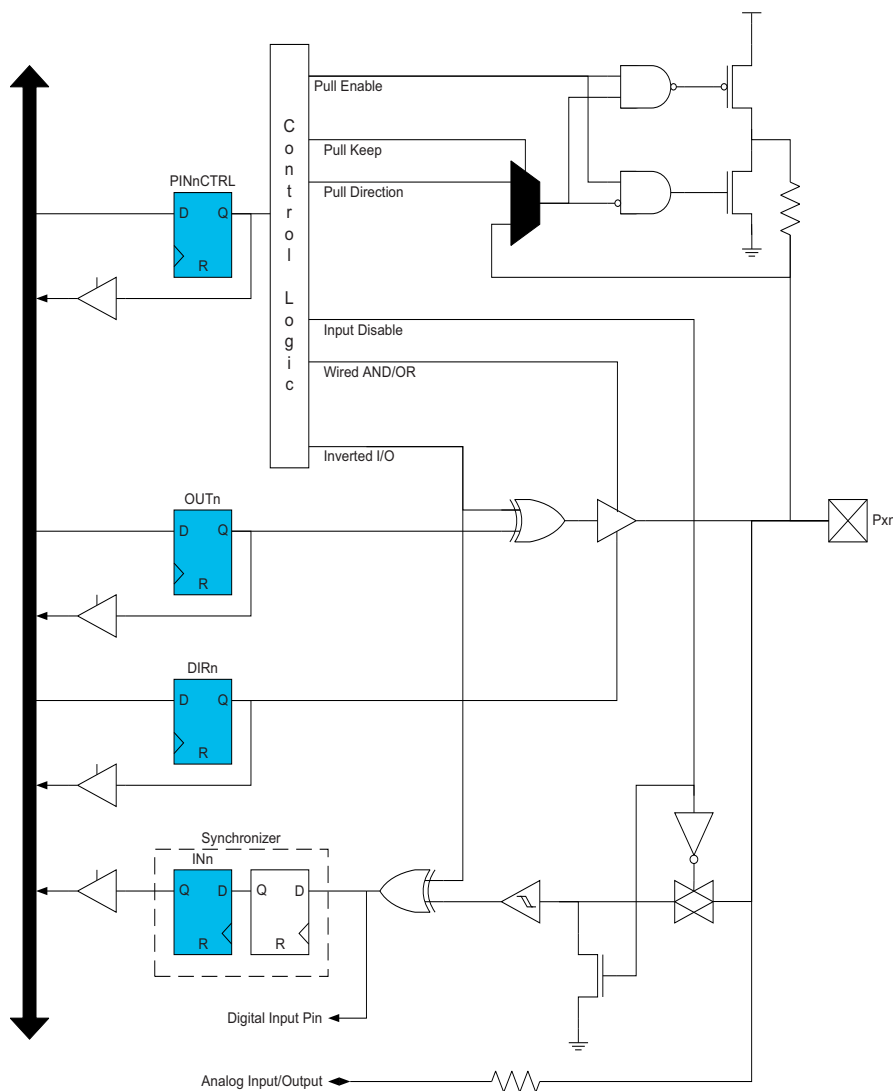 Control Logic
Pull Enable
Pull Keep
Pull Direction
PINnCTRL
D Q
R
Input Disable
Wired AND/OR
Inverted I/O
OUTn
D Q
R
Pxn
DIRn
D Q
R
Synchronizer
INn
Q D
R
Q D
R
Digital Input Pin
Analog Input/Output